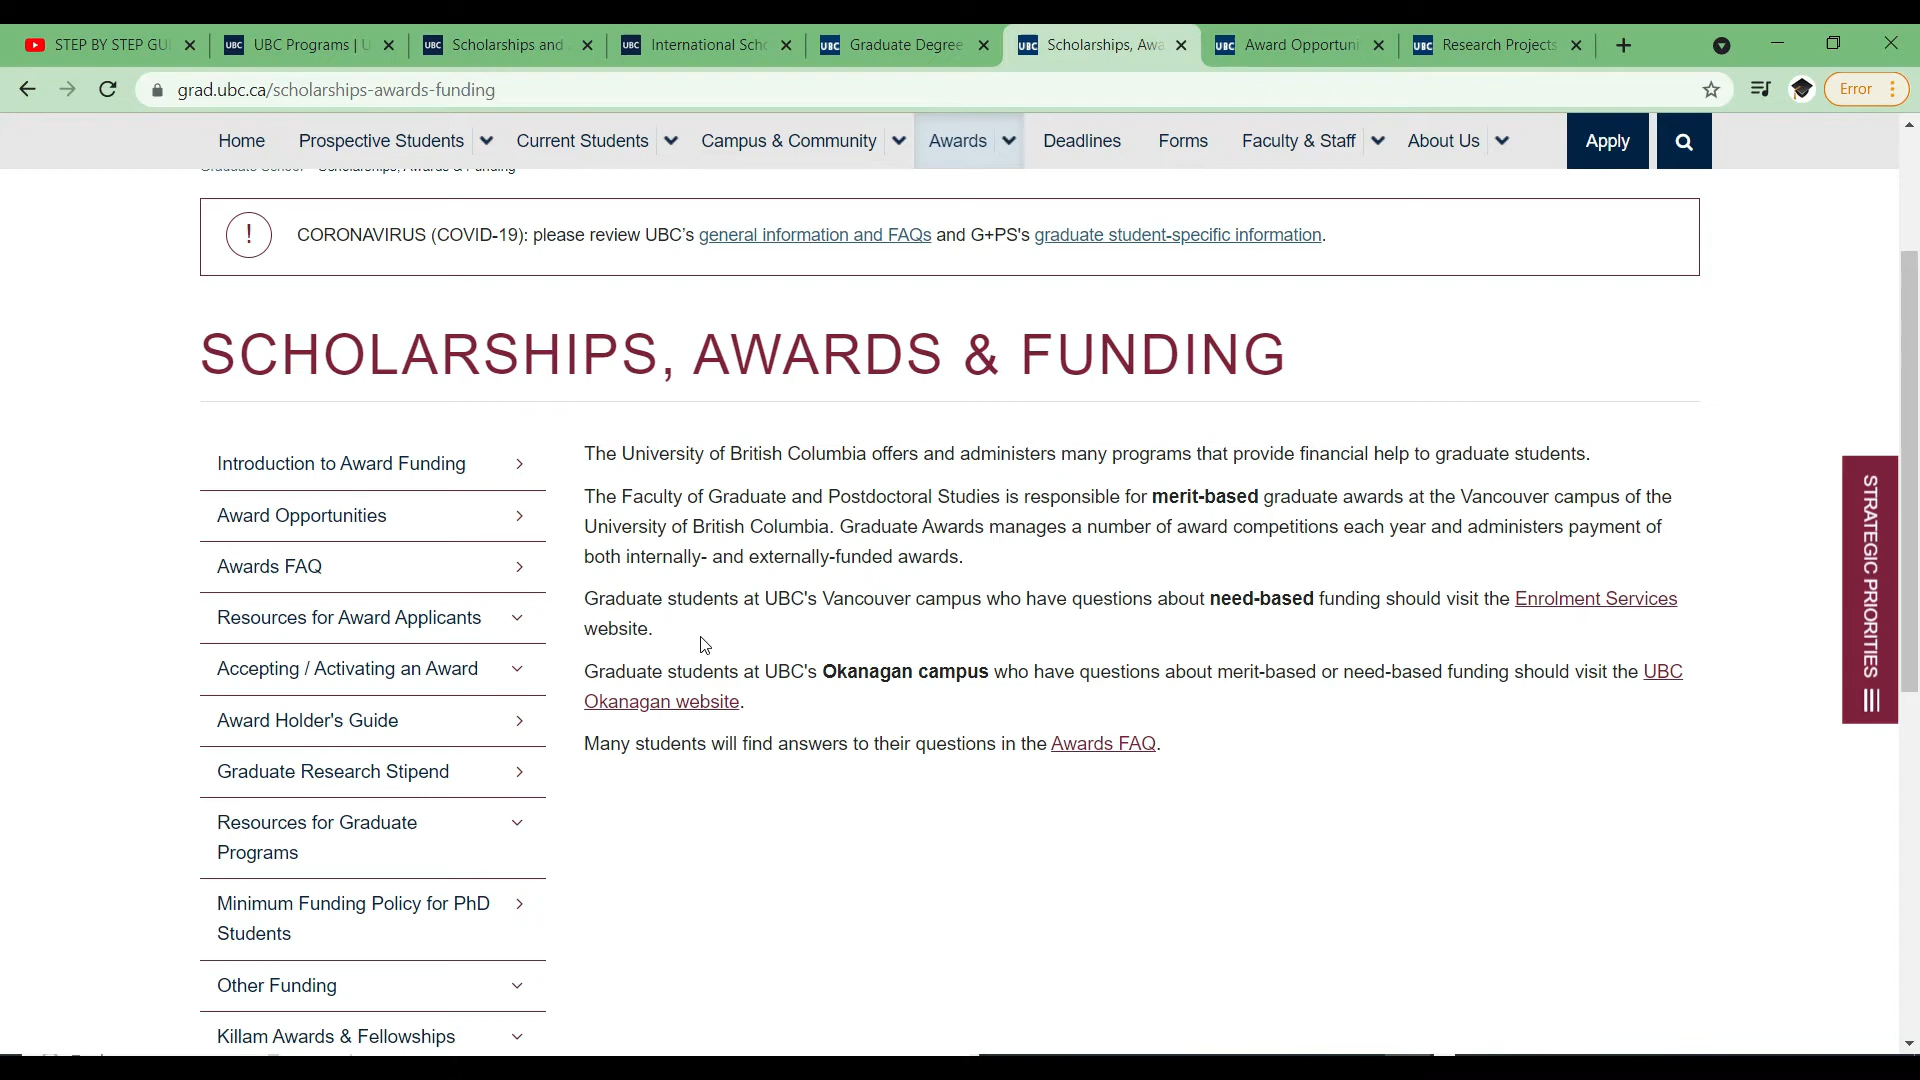 STEP BY STEP GUI
UBC Programs | U
Scholarships and
International Scho
Graduate Degree
Scholarships, Awa
Award Opportuni
Research Projects
grad.ubc.ca/scholarships-awards-funding
Error
Home
Prospective Students
Current Students
Campus & Community
Awards
Deadlines
Forms
Faculty & Staff
About Us
Apply
CORONAVIRUS (COVID-19): please review UBC's general information and FAQs and G+PS's graduate student-specific information.
SCHOLARSHIPS, AWARDS & FUNDING
Introduction to Award Funding
Award Opportunities
Awards FAQ
Resources for Award Applicants
Accepting / Activating an Award
Award Holder's Guide
Graduate Research Stipend
Resources for Graduate
Programs
Minimum Funding Policy for PhD
Students
Other Funding
Killam Awards & Fellowships
The University of British Columbia offers and administers many programs that provide financial help to graduate students.
The Faculty of Graduate and Postdoctoral Studies is responsible for merit-based graduate awards at the Vancouver campus of the
University of British Columbia. Graduate Awards manages a number of award competitions each year and administers payment of
both internally- and externally-funded awards.
Graduate students at UBC's Vancouver campus who have questions about need-based funding should visit the Enrolment Services
website.
Graduate students at UBC's Okanagan campus who have questions about merit-based or need-based funding should visit the UBC
Okanagan website.
Many students will find answers to their questions in the Awards FAQ.
STRATEGIC PRIORITIES